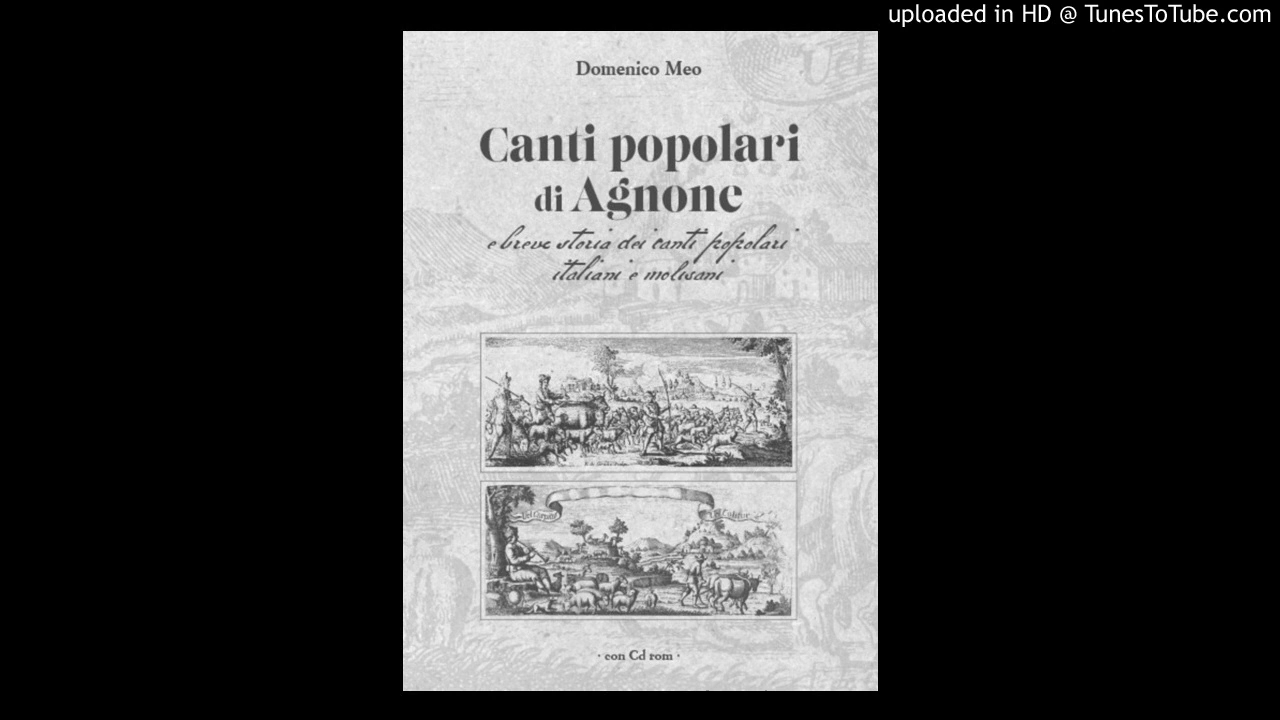 uploaded in HD @ TunesToTube.com
Domenico Meo
Canti popolari
di Agnone
e breve storia dei canti popolari
italiani e molisani
· con Cd rom ·